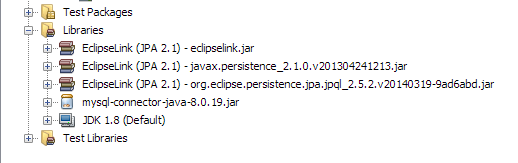 Test Packages
Libraries
EclipseLink (JPA 2.1) - eclipselink.jar
EclipseLink (JPA 2.1) - javax.persistence_2.1.0.v201304241213.jar
EclipseLink (JPA 2.1) - org.eclipse.persistence.jpa.jpql_2.5.2.v20140319-9ad6abd.jar
mysql-connector-java-8.0.19.jar
JDK 1.8 (Default)
Test Libraries